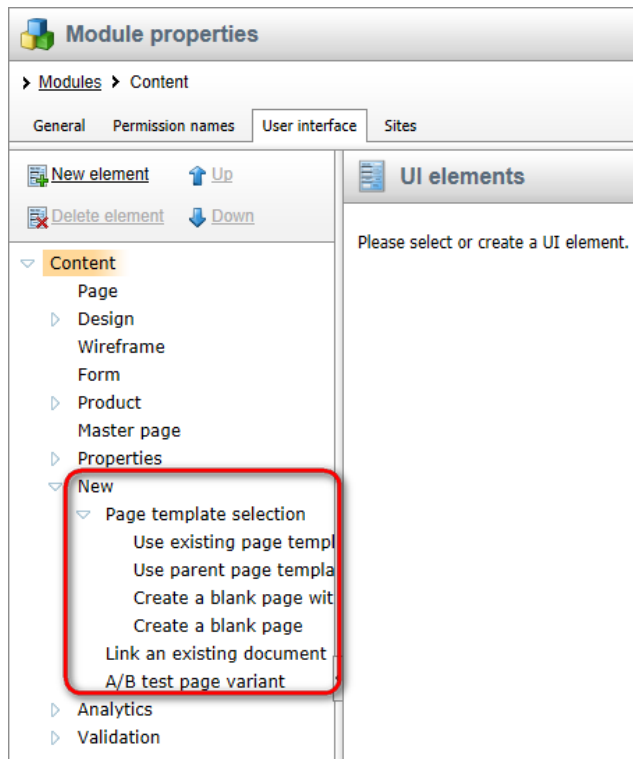 Module properties
Modules > Content
General Permission names User interface Sites
New element Up
Delete element Down
UI elements
Please select or create a UI element.
Content
Page
Design
Wireframe
Form
Product
Master page
Properties
New
Page template selection
Use existing page templ
Use parent page templa
Create a blank page wit
Create a blank page
Link an existing document
A/B test page variant
Analytics
Validation